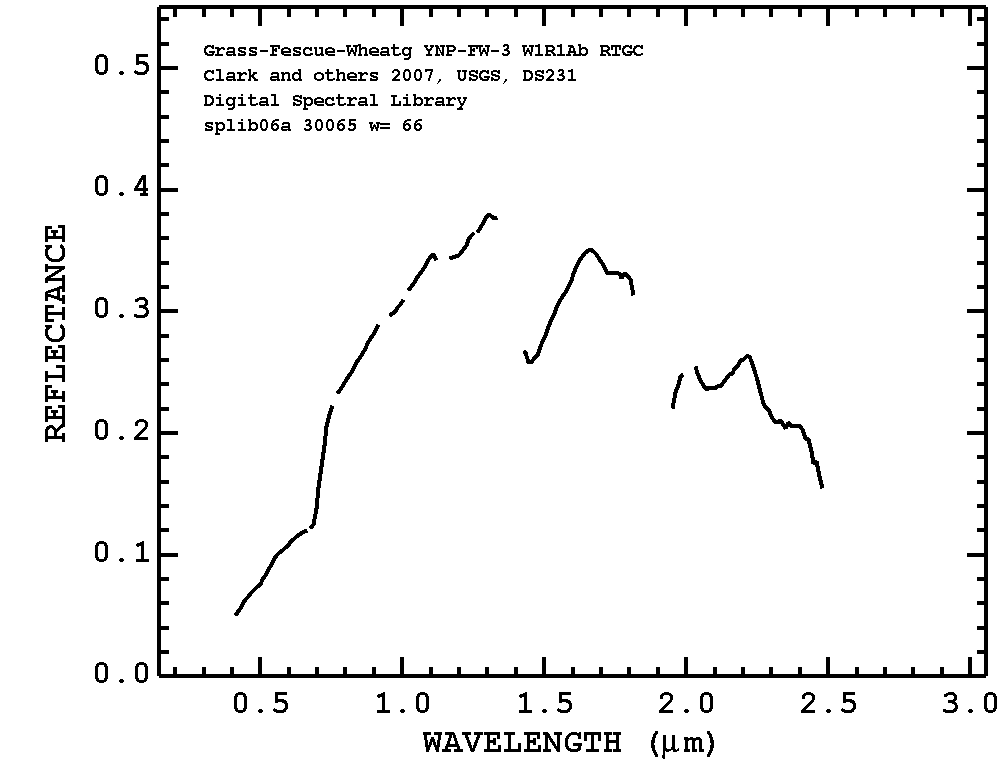 Grass-Fescue-Wheatg YNP-FW-3 W1R1Ab RTGC
Clark and others 2007, USGS, DS231
Digital Spectral Library
splib06a 30065 w= 66
REFLECTANCE
0.5
0.4
0.3
0.2
0.1
0.0
0.5 1.0 1.5 2.0 2.5 3.0
WAVELENGTH (μm)